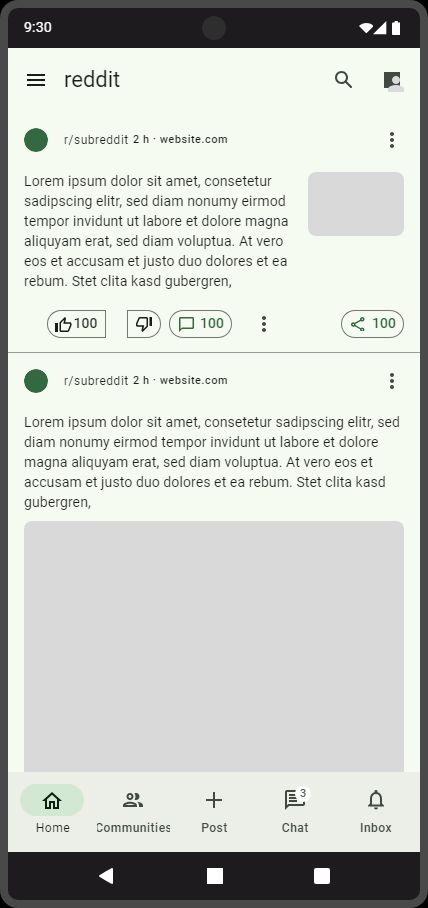 9:30
reddit
r/subreddit 2 h · website.com
Lorem ipsum dolor sit amet, consetetur
sadipscing elitr, sed diam nonumy eirmod
tempor invidunt ut labore et dolore magna
aliquyam erat, sed diam voluptua. At vero
eos et accusam et justo duo dolores et ea
rebum. Stet clita kasd gubergren,
100 100 100
r/subreddit 2 h · website.com
Lorem ipsum dolor sit amet, consetetur sadipscing elitr, sed
diam nonumy eirmod tempor invidunt ut labore et dolore
magna aliquyam erat, sed diam voluptua. At vero eos et
accusam et justo duo dolores et ea rebum. Stet clita kasd
gubergren,
3
Home Communities Post Chat Inbox